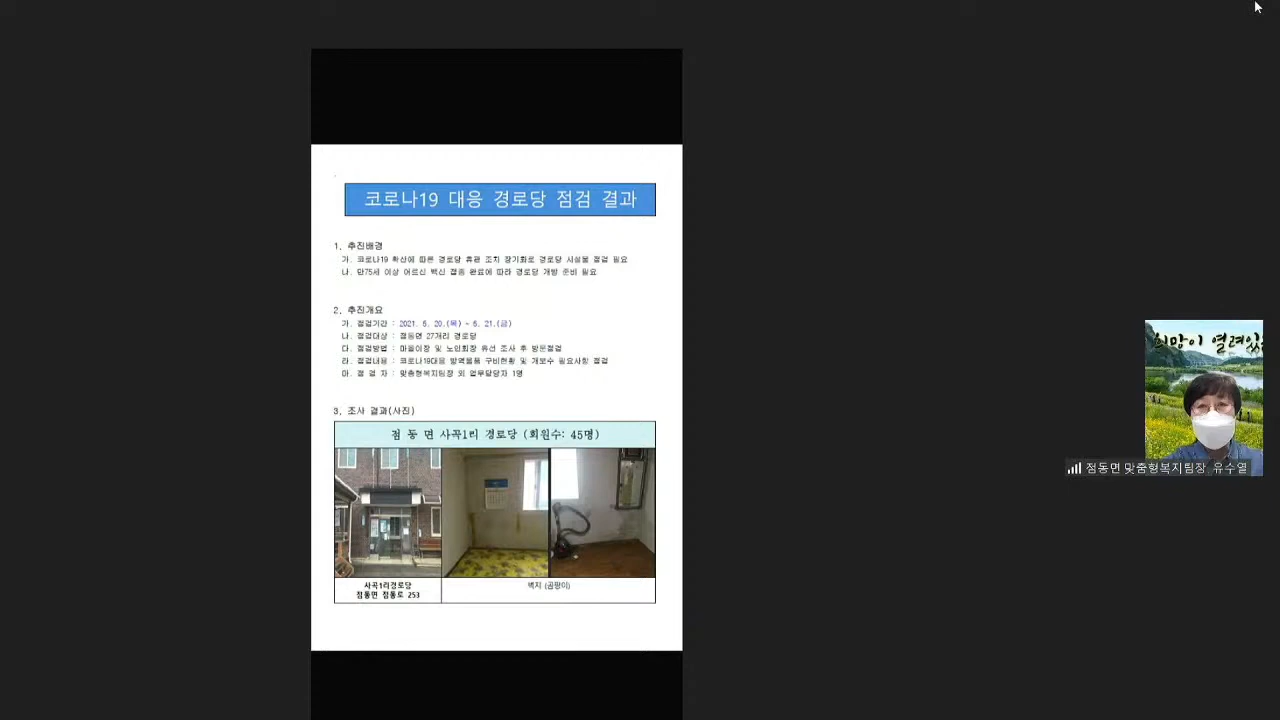 코로나19 대응 경로당 점검 결과
1. 추진배경
가. 코로나19 확산에 따른 경로당 휴관 조치 장기화로 경로당 시설물 점검 필요
나. 만75세 이상 어르신 백신 접종 완료에 따라 경로당 개방 준비 필요
2. 추진개요
가. 점검기간 : 2021. 5. 20.(목) ~ 5. 21.(금)
나. 점검대상 : 점동면 27개리 경로당
다. 점검방법 : 마을이장 및 노인회장 유선 조사 후 방문점검
라. 점검내용 : 코로나19대응 방역물품 구비현황 및 개보수 필요사항 점검
마. 점 검 자 : 맞춤형복지팀장 외 업무담당자 1명
3. 조사 결과(사진)
점 동 면 사곡1리 경로당 (회원수: 45명)
사곡1리경로당
점동면 점동로 253
벽지 (곰팡이)
희망이 열려있
점동면 맞춤형복지팀장_유수열